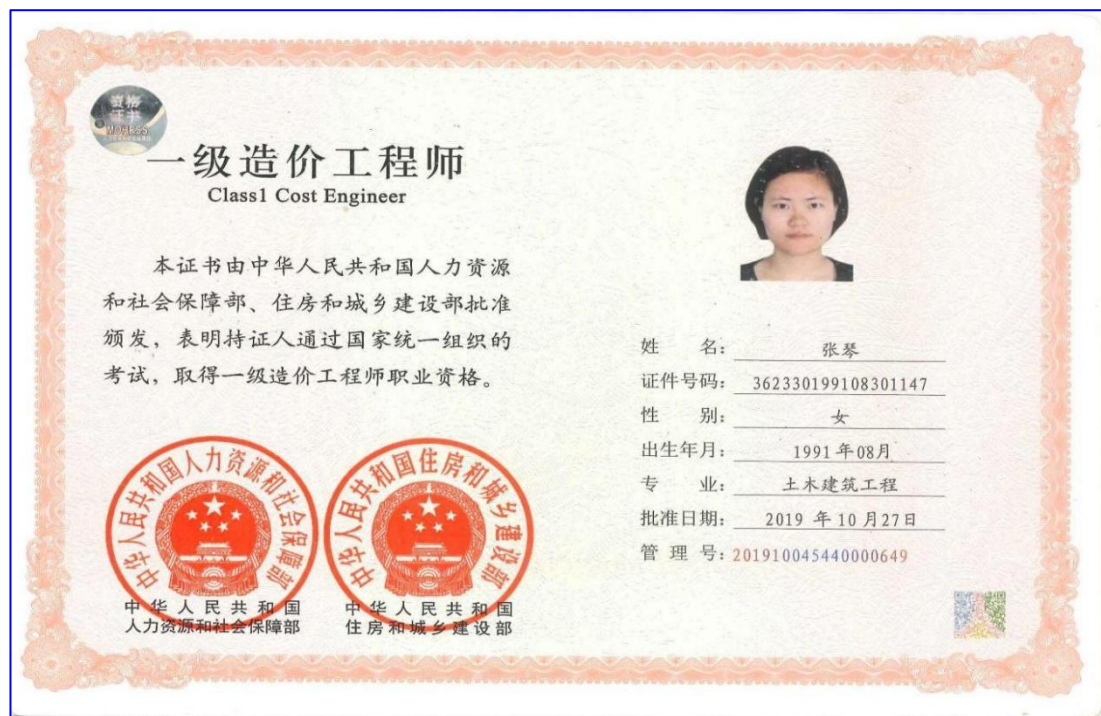 资格
证书
MOHRSS
一级造价工程师
Class1 Cost Engineer
本证书由中华人民共和国人力资源
和社会保障部、住房和城乡建设部批准
颁发，表明持证人通过国家统一组织的
考试，取得一级造价工程师职业资格。
中华人民共和国人力资源和社会保障部
中华人民共和国住房和城乡建设部
中华人民共和国
人力资源和社会保障部
中华人民共和国
住房和城乡建设部
姓 名：张琴
证件号码：362330199108301147
性 别：女
出生年月：1991年08月
专 业：土木建筑工程
批准日期：2019 年 10 月27日
管 理 号：201910045440000649